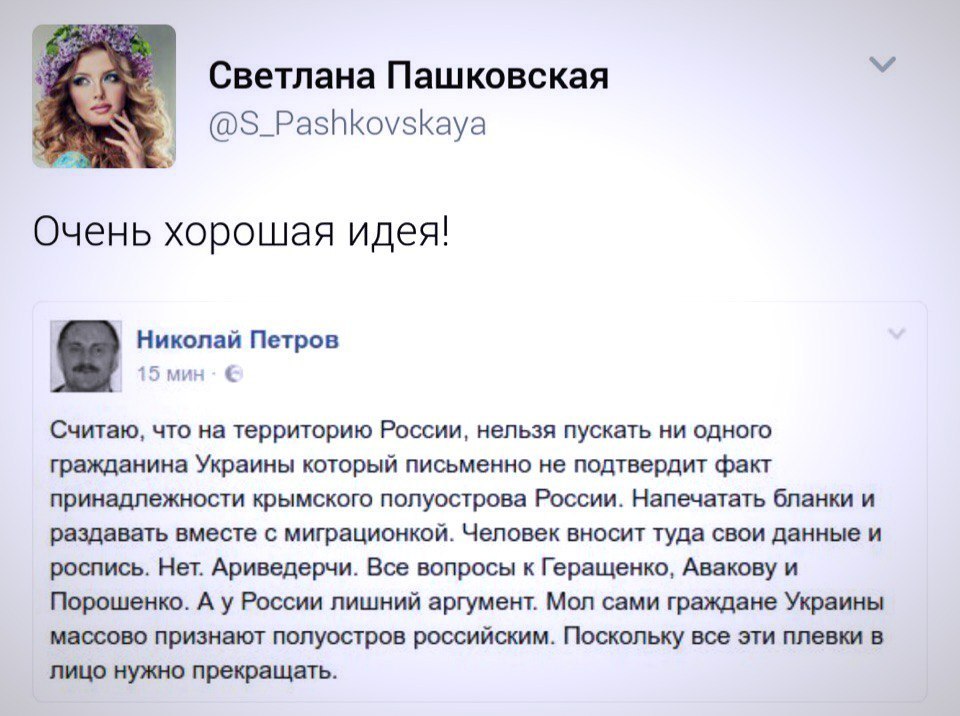 Светлана Пашковская
@S_Pashkovskaya
Очень хорошая идея!
Николай Петров
15 мин ·
Считаю, что на территорию России, нельзя пускать ни одного
гражданина Украины который письменно не подтвердит факт
принадлежности крымского полуострова России. Напечатать бланки и
раздавать вместе с миграционкой. Человек вносит туда свои данные и
роспись. Нет. Ариведерчи. Все вопросы к Геращенко, Авакову и
Порошенко. А у России лишний аргумент. Мол сами граждане Украины
массово признают полуостров российским. Поскольку все эти плевки в
лицо нужно прекращать.